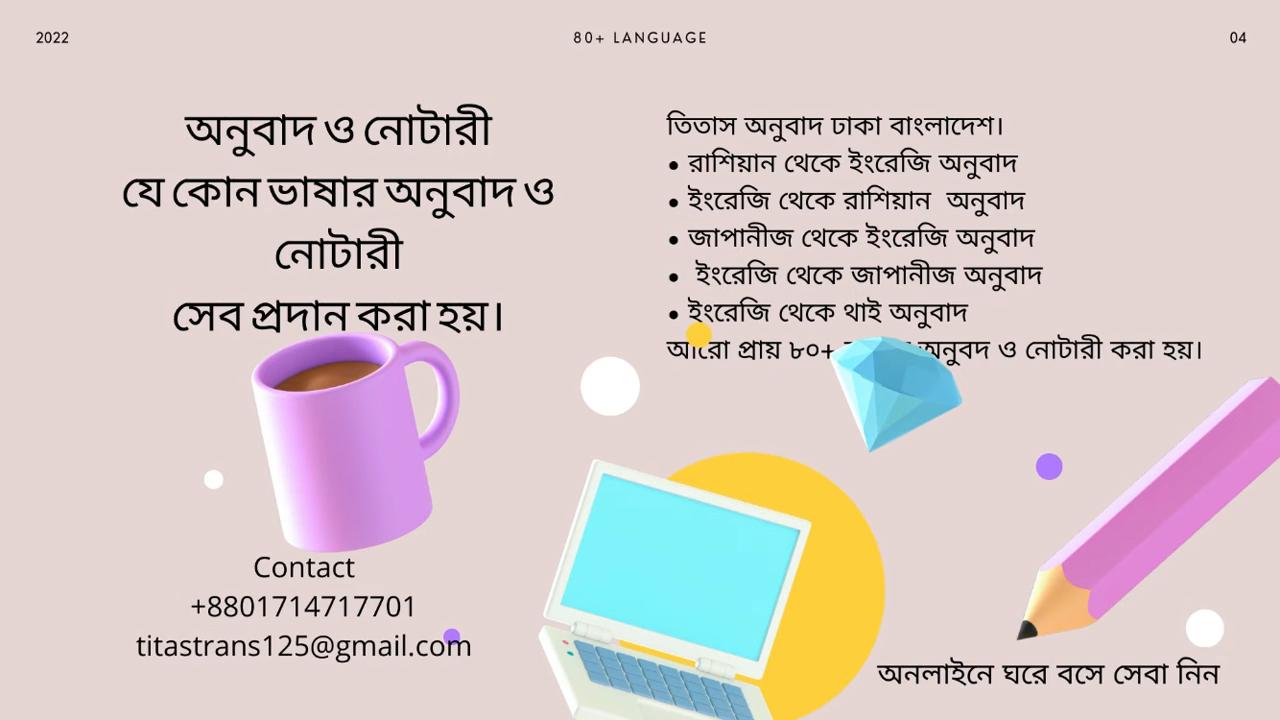 2022
80+ LANGUAGE
04
অনুবাদ ও নোটারী
যে কোন ভাষার অনুবাদ ও
নোটারী
সেব প্রদান করা হয়।
তিতাস অনুবাদ ঢাকা বাংলাদেশ।
• রাশিয়ান থেকে ইংরেজি অনুবাদ
• ইংরেজি থেকে রাশিয়ান অনুবাদ
• জাপানীজ থেকে ইংরেজি অনুবাদ
• ইংরেজি থেকে জাপানীজ অনুবাদ
• ইংরেজি থেকে থাই অনুবাদ
আরো প্রায় ৮০+ অনুবদ ও নোটারী করা হয়।
Contact
+8801714717701
titastrans125@gmail.com
অনলাইনে ঘরে বসে সেবা নিন